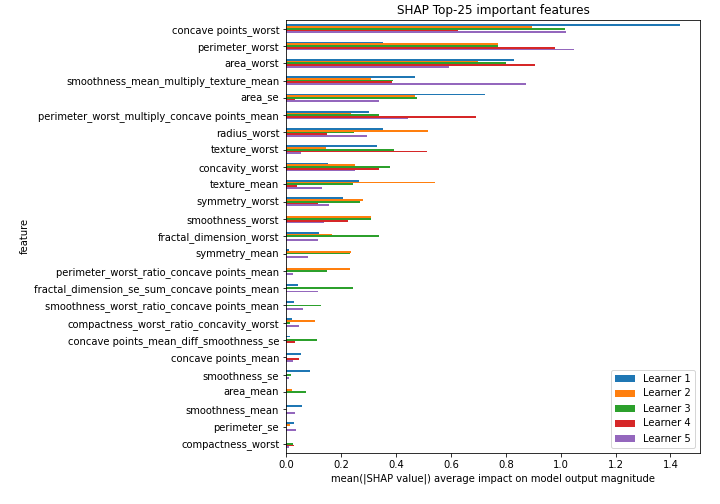 SHAP Top-25 important features
feature
concave points_worst
perimeter_worst
area_worst
smoothness_mean_multiply_texture_mean
area_se
perimeter_worst_multiply_concave points_mean
radius_worst
texture_worst
concavity_worst
texture_mean
symmetry_worst
smoothness_worst
fractal_dimension_worst
symmetry_mean
perimeter_worst_ratio_concave points_mean
fractal_dimension_se_sum_concave points_mean
smoothness_worst_ratio_concave points_mean
compactness_worst_ratio_concavity_worst
concave points_mean_diff_smoothness_se
concave points_mean
smoothness_se
area_mean
smoothness_mean
perimeter_se
compactness_worst
Learner 1
Learner 2
Learner 3
Learner 4
Learner 5
0.0 0.2 0.4 0.6 0.8 1.0 1.2 1.4
mean(|SHAP value|) average impact on model output magnitude